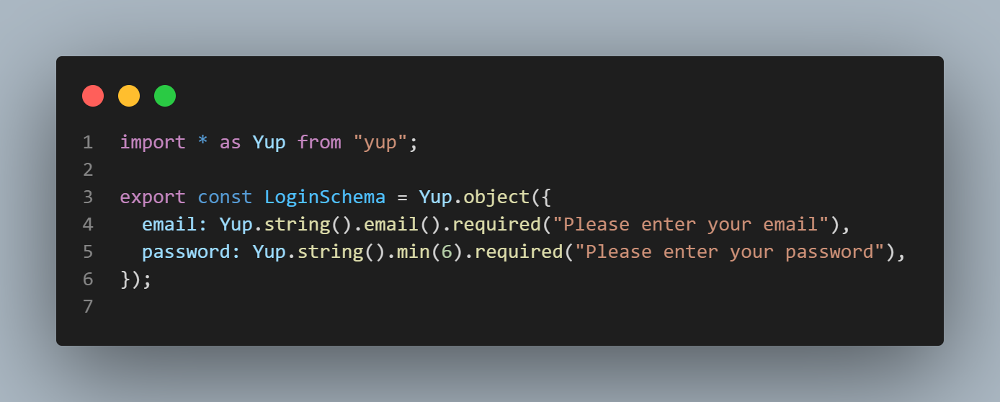 1 import * as Yup from "yup";
2
3 export const LoginSchema = Yup.object({
4   email: Yup.string().email().required("Please enter your email"),
5   password: Yup.string().min(6).required("Please enter your password"),
6 });
7